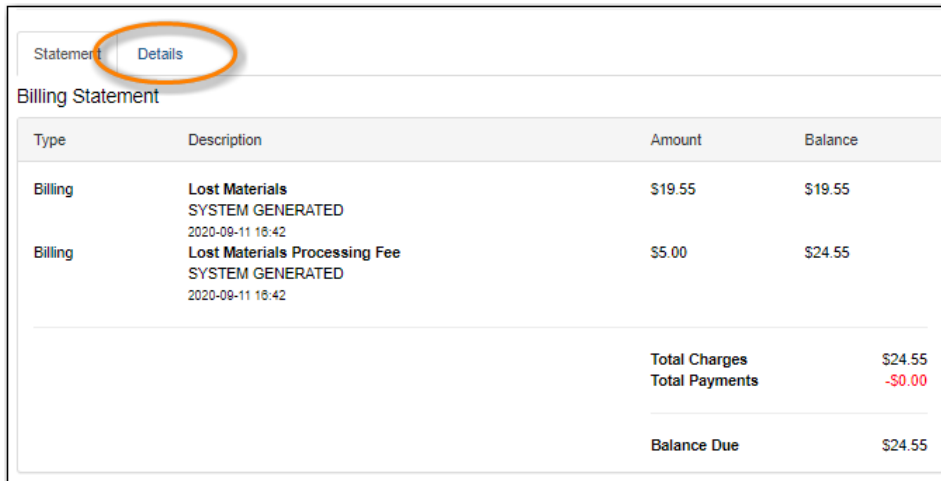 Statement Details
Billing Statement
Type Description Amount Balance
Billing Lost Materials $19.55 $19.55
SYSTEM GENERATED
2020-09-11 16:42
Billing Lost Materials Processing Fee $5.00 $24.55
SYSTEM GENERATED
2020-09-11 16:42
Total Charges $24.55
Total Payments -$0.00
Balance Due $24.55